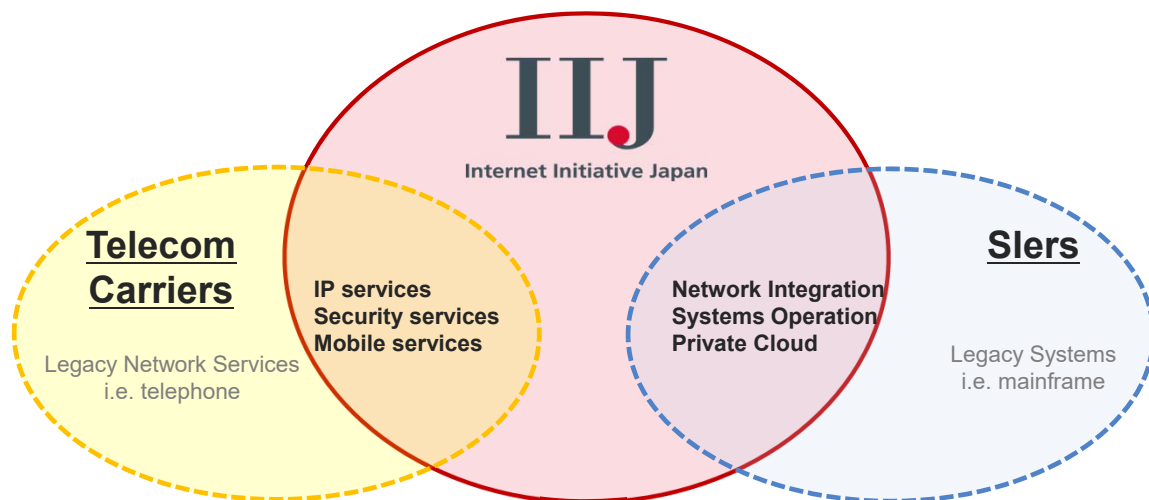 IIJ
Internet Initiative Japan
Telecom
Carriers
Legacy Network Services
i.e. telephone
IP services
Security services
Mobile services
Network Integration
Systems Operation
Private Cloud
SIers
Legacy Systems
i.e. mainframe